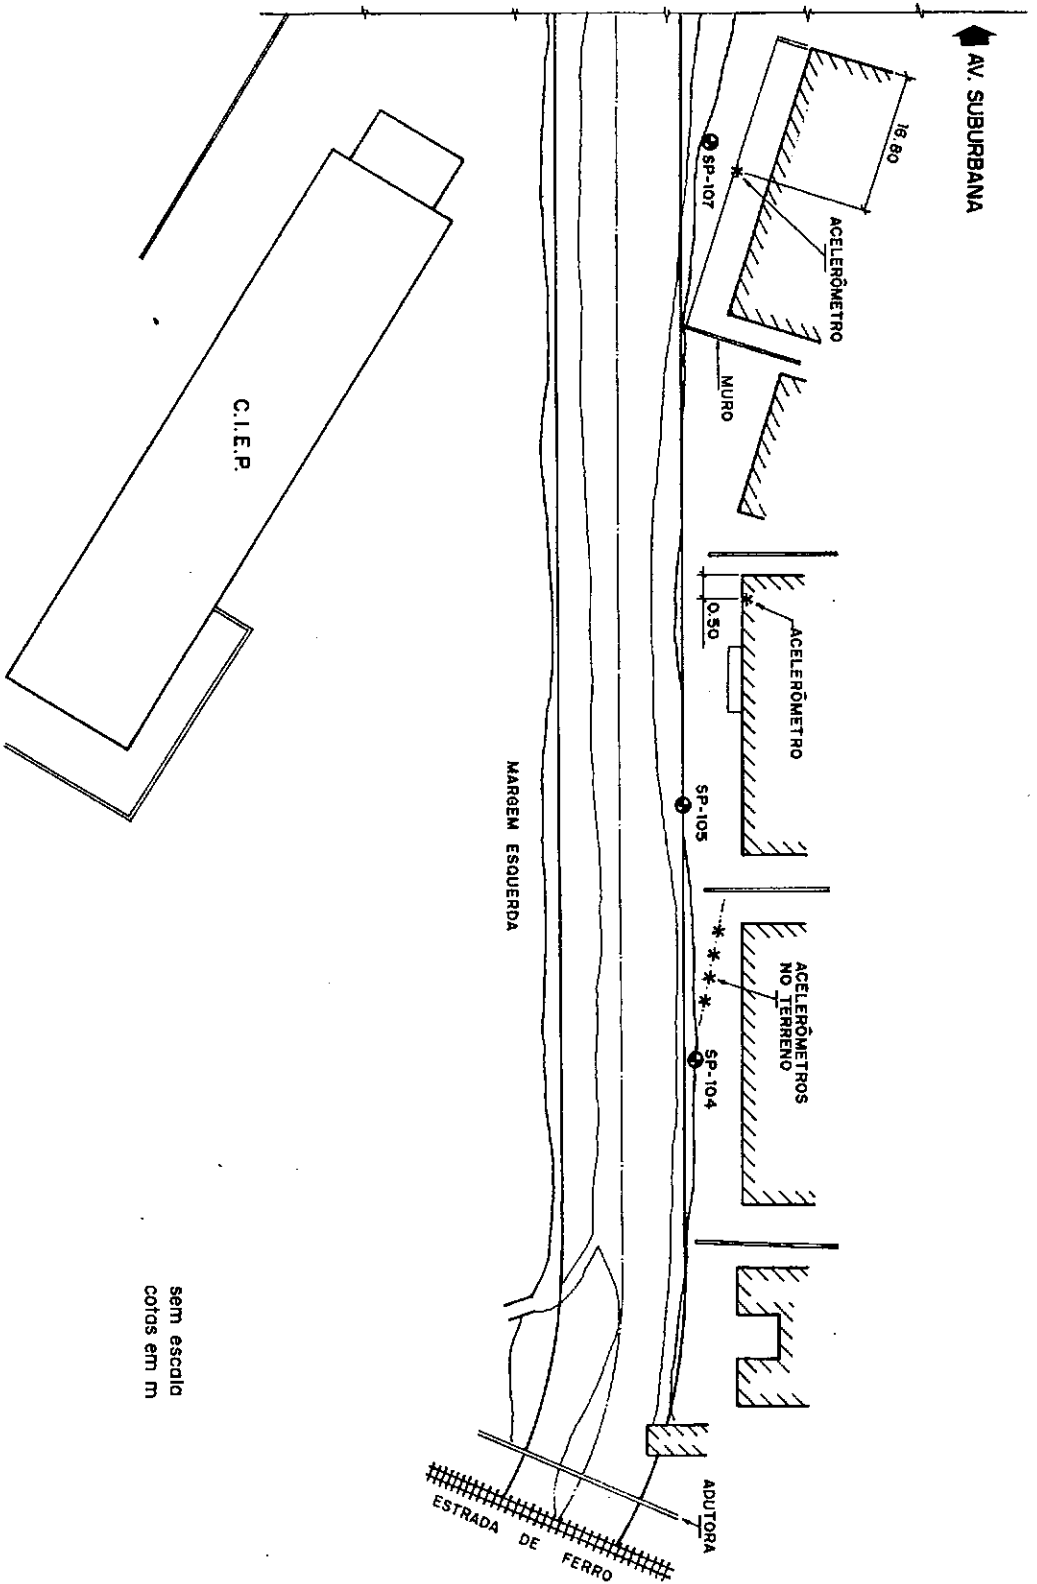 AV. SUBURBANA
16.80
SP-107
ACELERÔMETRO
MURO
C.I.E.P.
0.50
ACELERÔMETRO
SP-105
MARGEM ESQUERDA
ACELERÔMETROS
NO TERRENO
SP-104
sem escala
cotas em m
ADUTORA
ESTRADA DE FERRO